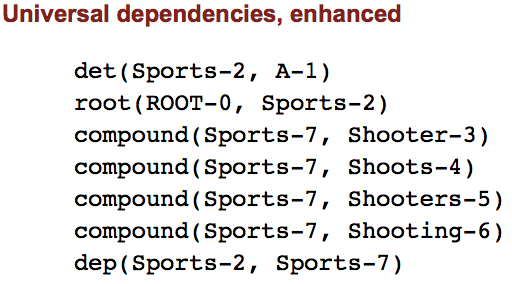 Universal dependencies, enhanced
det(Sports-2, A-1)
root(ROOT-0, Sports-2)
compound(Sports-7, Shooter-3)
compound(Sports-7, Shoots-4)
compound(Sports-7, Shooters-5)
compound(Sports-7, Shooting-6)
dep(Sports-2, Sports-7)